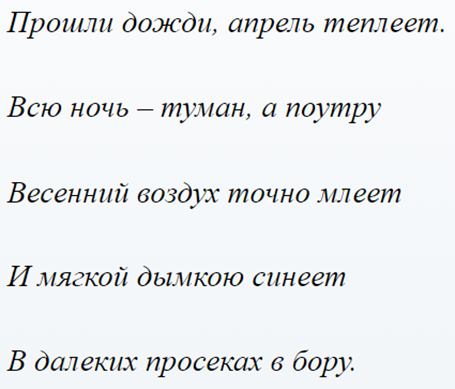 Прошли дожди, апрель теплеет.
Всю ночь – туман, а поутру
Весенний воздух точно млеет
И мягкой дымкою синеет
В далеких просеках в бору.